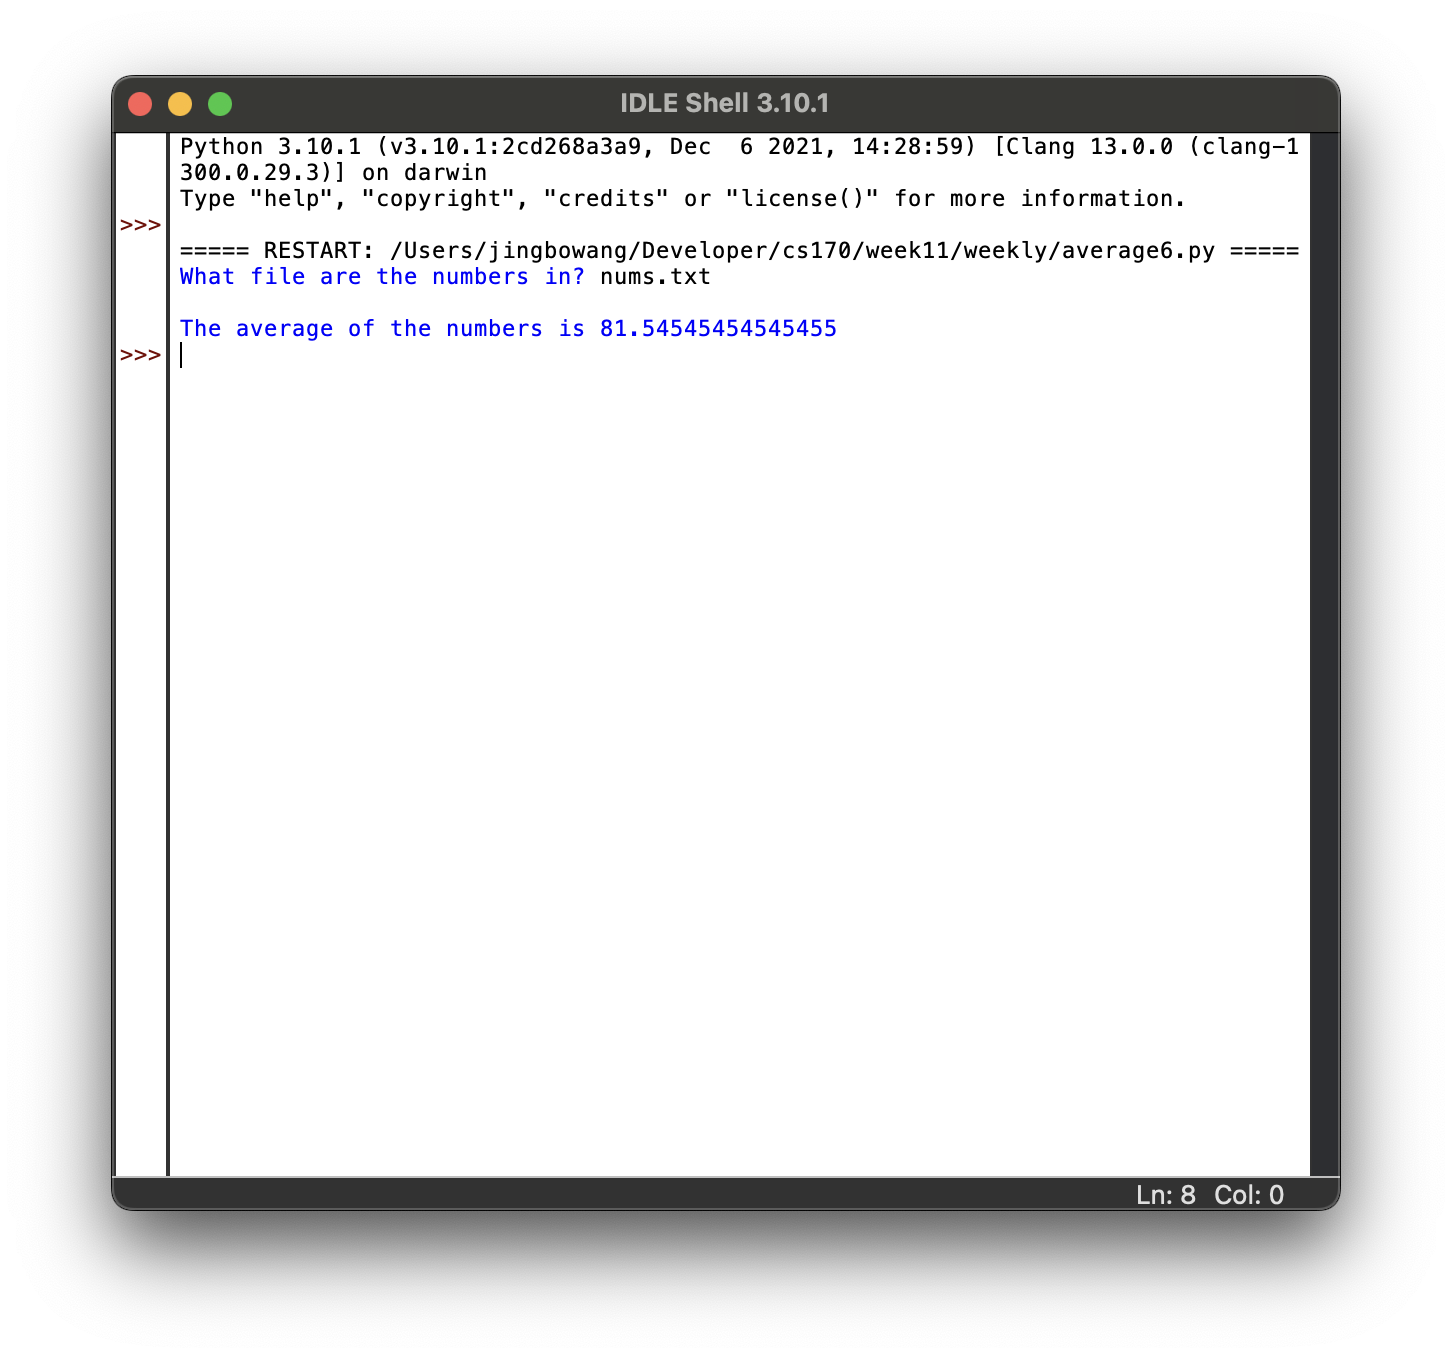 IDLE Shell 3.10.1
Python 3.10.1 (v3.10.1:2cd268a3a9, Dec  6 2021, 14:28:59) [Clang 13.0.0 (clang-1
300.0.29.3)] on darwin
Type "help", "copyright", "credits" or "license()" for more information.
>>>
===== RESTART: /Users/jingbowang/Developer/cs170/week11/weekly/average6.py =====
What file are the numbers in? nums.txt
The average of the numbers is 81.54545454545455
>>>
Ln: 8 Col: 0